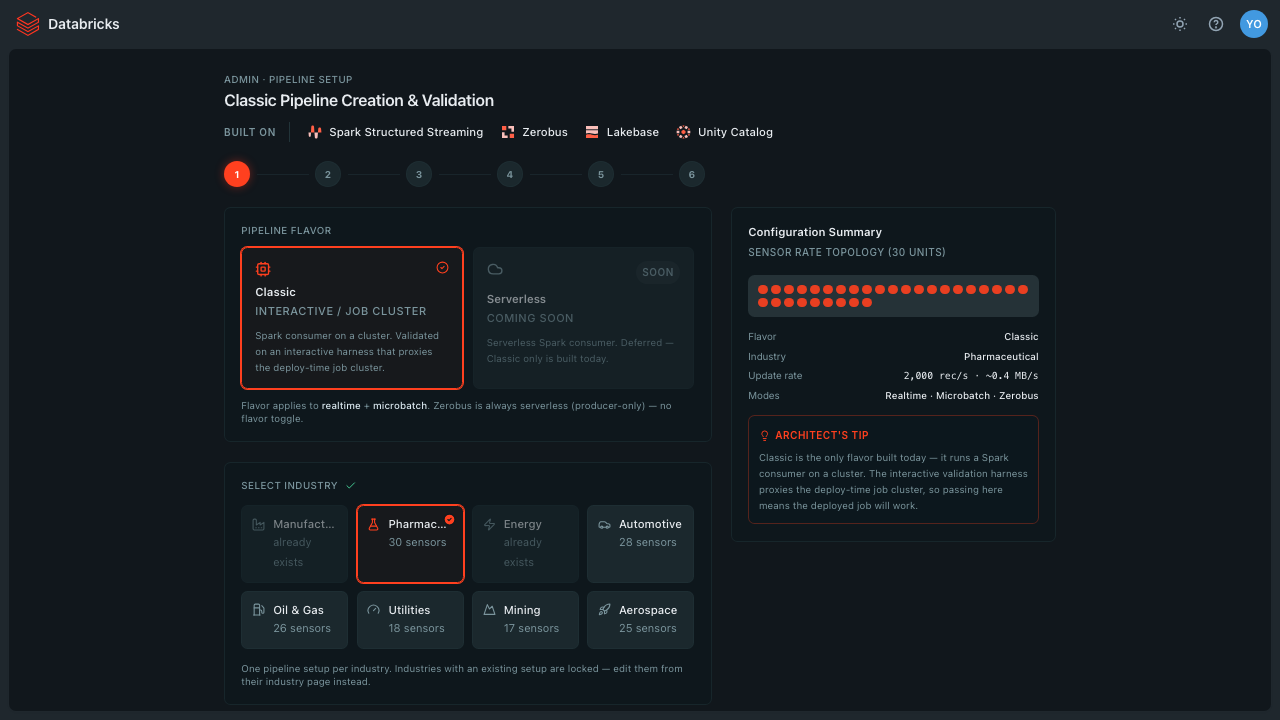 Databricks
YO
ADMIN · PIPELINE SETUP
Classic Pipeline Creation & Validation
BUILT ON
Spark Structured Streaming
Zerobus
Lakebase
Unity Catalog
1
2
3
4
5
6
PIPELINE FLAVOR
Classic
INTERACTIVE / JOB CLUSTER
Spark consumer on a cluster. Validated
on an interactive harness that proxies
the deploy-time job cluster.
SOON
Serverless
COMING SOON
Serverless Spark consumer. Deferred —
Classic only is built today.
Flavor applies to realtime + microbatch. Zerobus is always serverless (producer-only) — no
flavor toggle.
SELECT INDUSTRY
Manufact...
already
exists
Pharmac...
30 sensors
Energy
already
exists
Automotive
28 sensors
Oil & Gas
26 sensors
Utilities
18 sensors
Mining
17 sensors
Aerospace
25 sensors
One pipeline setup per industry. Industries with an existing setup are locked — edit them from
their industry page instead.
Configuration Summary
SENSOR RATE TOPOLOGY (30 UNITS)
Flavor Classic
Industry Pharmaceutical
Update rate 2,000 rec/s · ~0.4 MB/s
Modes Realtime · Microbatch · Zerobus
ARCHITECT'S TIP
Classic is the only flavor built today — it runs a Spark
consumer on a cluster. The interactive validation harness
proxies the deploy-time job cluster, so passing here
means the deployed job will work.